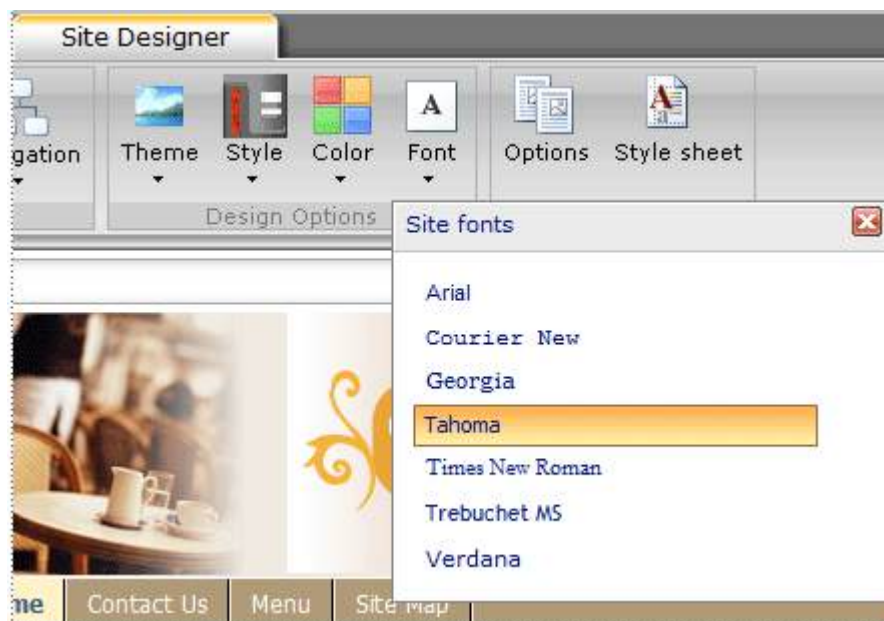 Site Designer
gation Theme Style Color Font Options Style sheet
Design Options
Site fonts
Arial
Courier New
Georgia
Tahoma
Times New Roman
Trebuchet MS
Verdana
me Contact Us Menu Site Map